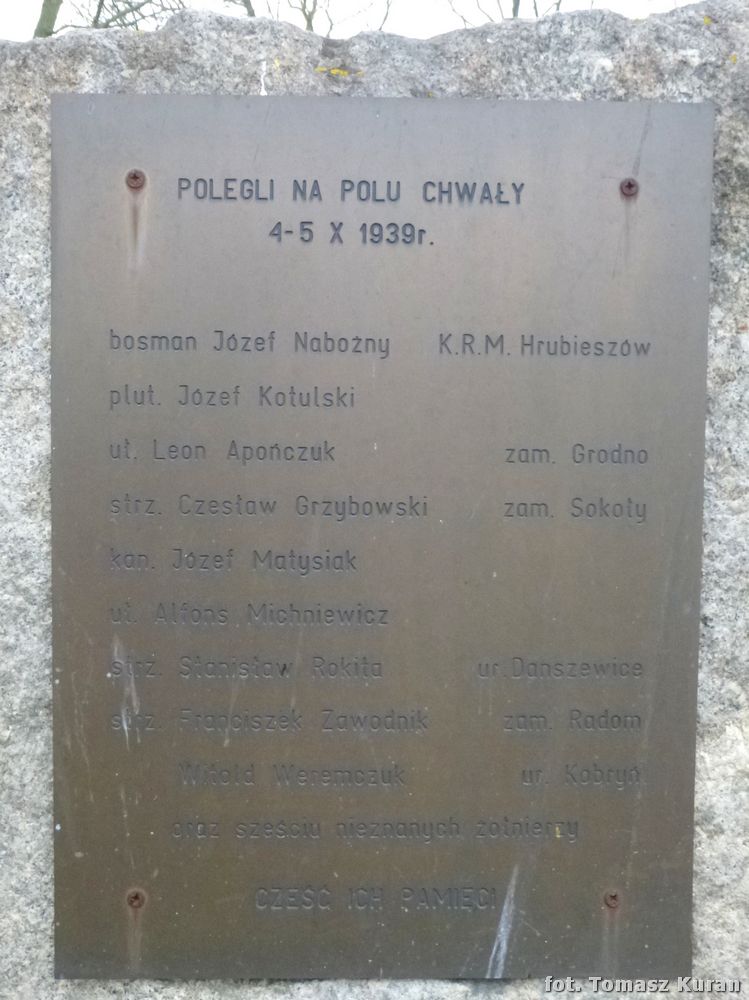 POLEGLI NA POLU CHWAŁY
4-5 X 1939r.
bosman Józef Nabożny K.R.M. Hrubieszów
plut. Józef Kotulski
uł. Leon Apończuk zam. Grodno
strz. Czesław Grzybowski zam. Sokoły
kan. Józef Matysiak
uł. Alfons Michniewicz
strz. Stanisław Rokita ur. Danszewice
strz. Franciszek Zawodnik zam. Radom
Witold Weremczuk ur. Kobryń
oraz sześciu nieznanych żołnierzy
CZEŚĆ ICH PAMIĘCI
fot. Tomasz Kuran